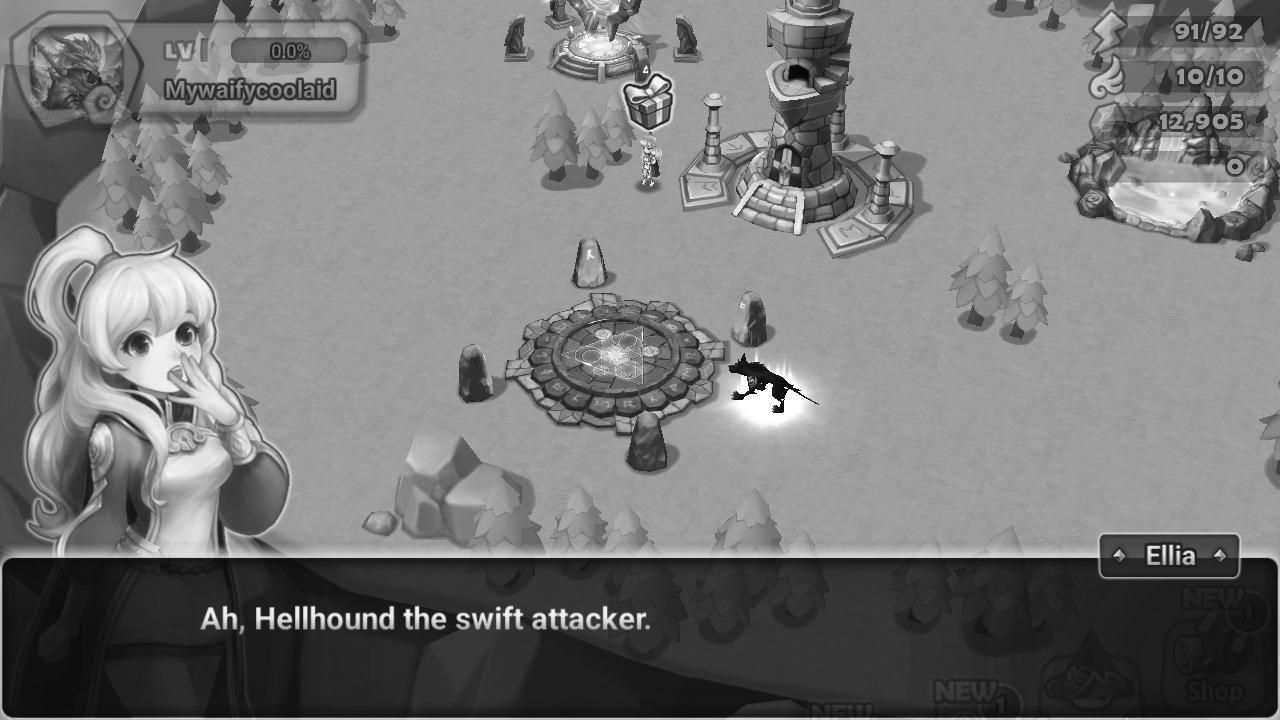 LV
0.0%
Mywaifycoolaid
91/92
10/10
12,905
0
4
Ellia
Ah, Hellhound the swift attacker.
NEW
1
NEW
1
NEW
Shop